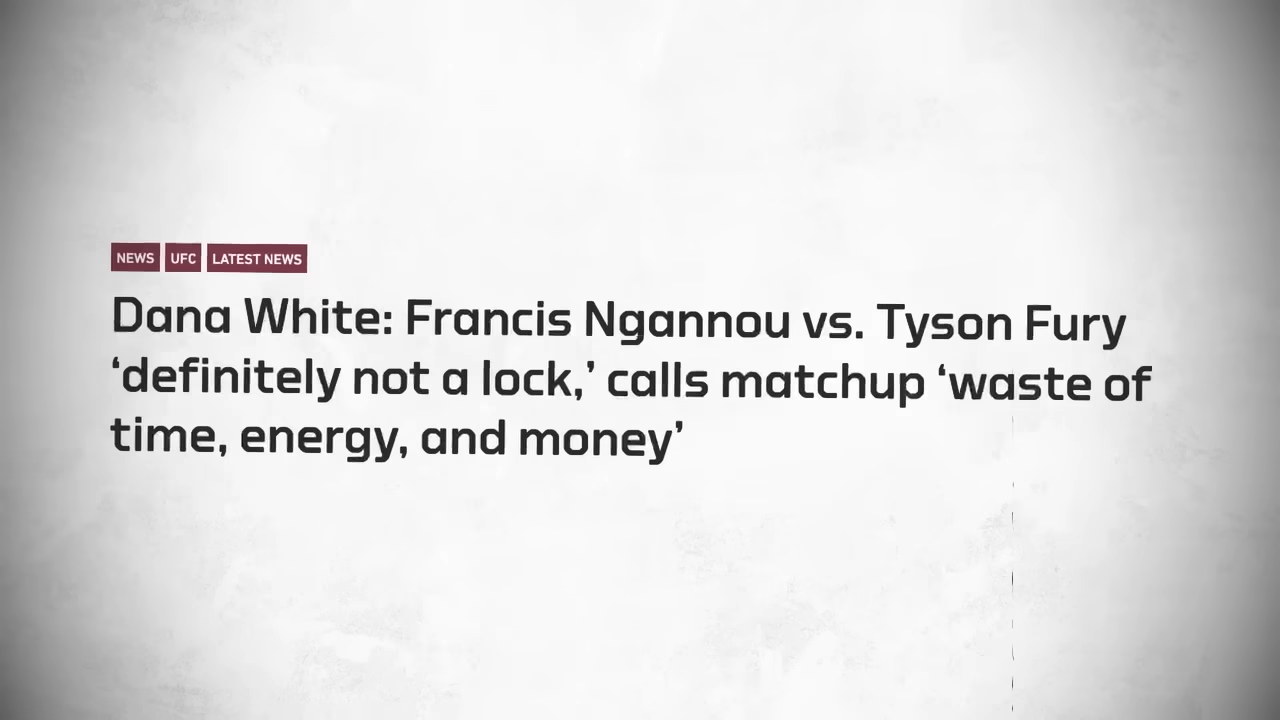 NEWS UFC LATEST NEWS
Dana White: Francis Ngannou vs. Tyson Fury
‘definitely not a lock,’ calls matchup ‘waste of
time, energy, and money’